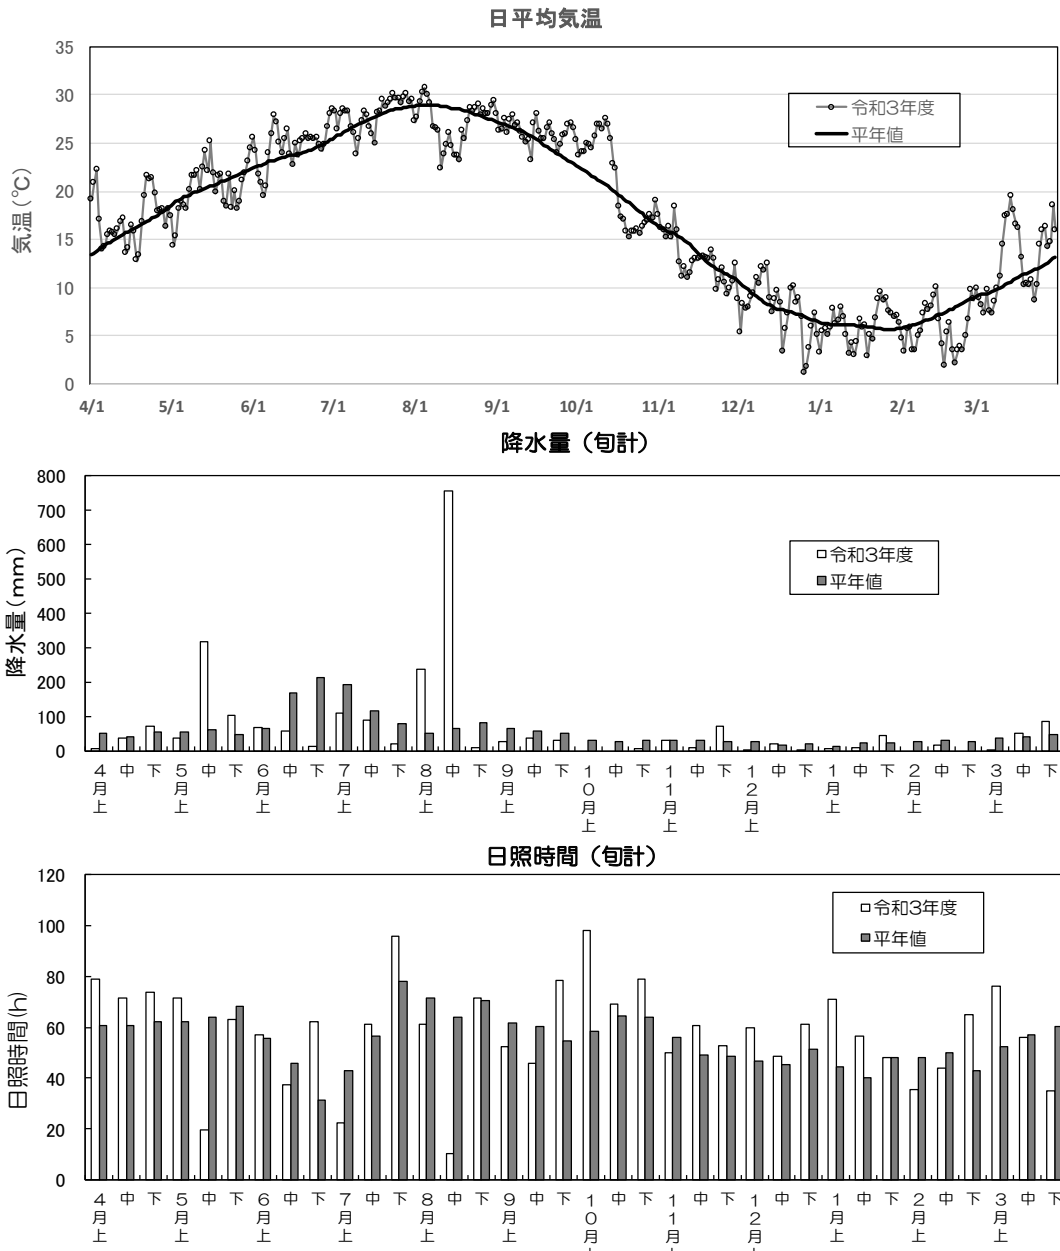 日平均気温
35
30
25
20
15
10
5
0
気温(℃)
令和3年度
平年値
4/1 5/1 6/1 7/1 8/1 9/1 10/1 11/1 12/1 1/1 2/1 3/1
降水量（旬計）
800
700
600
500
400
300
200
100
0
降水量(mm)
令和3年度
平年値
4月上 中 下 5月上 中 下 6月上 中 下 7月上 中 下 8月上 中 下 9月上 中 下 10月上 中 下 11月上 中 下 12月上 中 下 1月上 中 下 2月上 中 下 3月上 中 下
日照時間（旬計）
120
100
80
60
40
20
0
日照時間(h)
令和3年度
平年値
4月上 中 下 5月上 中 下 6月上 中 下 7月上 中 下 8月上 中 下 9月上 中 下 10月 中 下 11月 中 下 12月 中 下 1月上 中 下 2月上 中 下 3月上 中 下